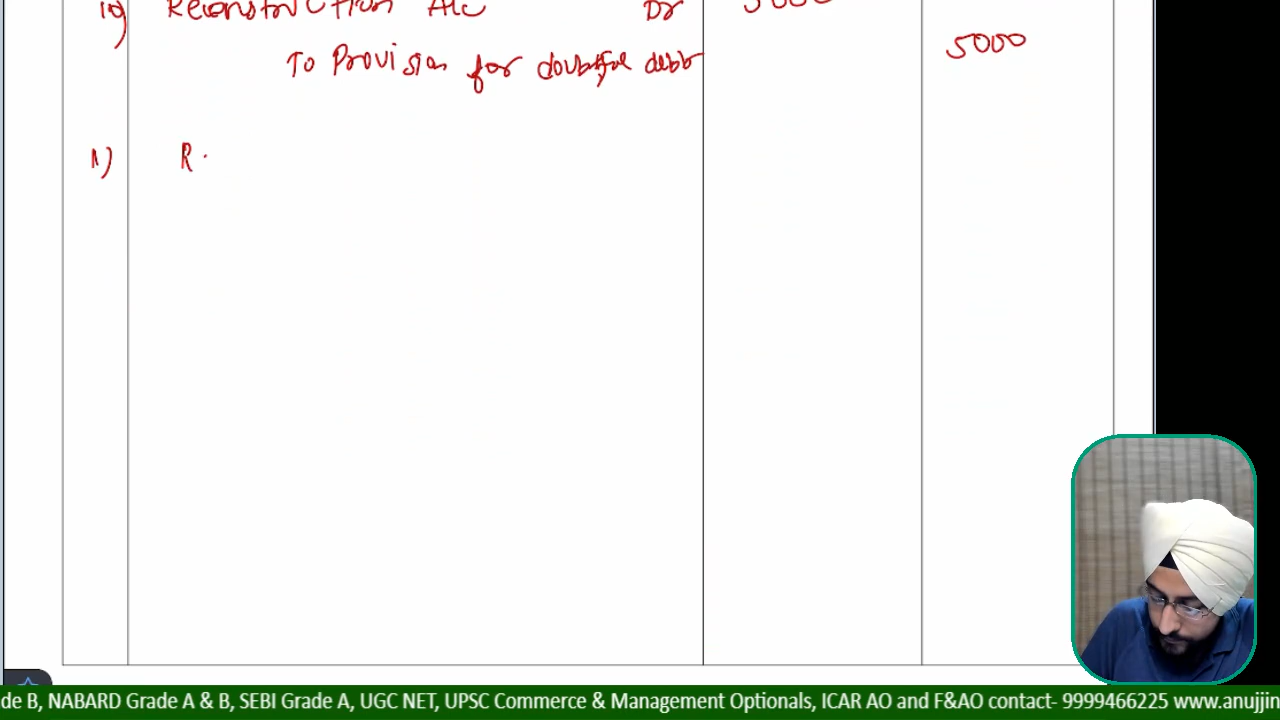 10) Reconstruction A/c Dr 5000
5000
To Provision for doubtful debt
11) R.
de B, NABARD Grade A & B, SEBI Grade A, UGC NET, UPSC Commerce & Management Optionals, ICAR AO and F&AO contact- 9999466225 www.anujjin